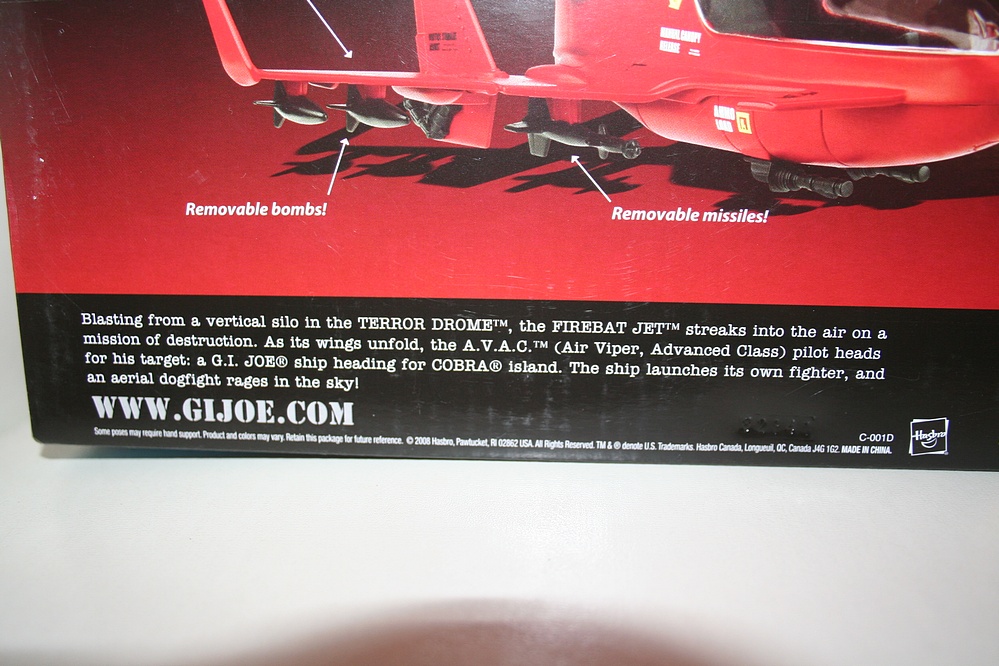 Removable bombs!
Removable missiles!
Blasting from a vertical silo in the TERROR DROME™, the FIREBAT JET™ streaks into the air on a
mission of destruction. As its wings unfold, the A.V.A.C.™ (Air Viper, Advanced Class) pilot heads
for his target: a G.I. JOE® ship heading for COBRA® island. The ship launches its own fighter, and
an aerial dogfight rages in the sky!
WWW.GIJOE.COM
Some poses may require hand support. Product and colors may vary. Retain this package for future reference. © 2008 Hasbro, Pawtucket, RI 02862 USA. All Rights Reserved. TM & ® denote U.S. Trademarks. Hasbro Canada, Longueuil, QC, Canada J4G 1G2. MADE IN CHINA.
C-001D
Hasbro